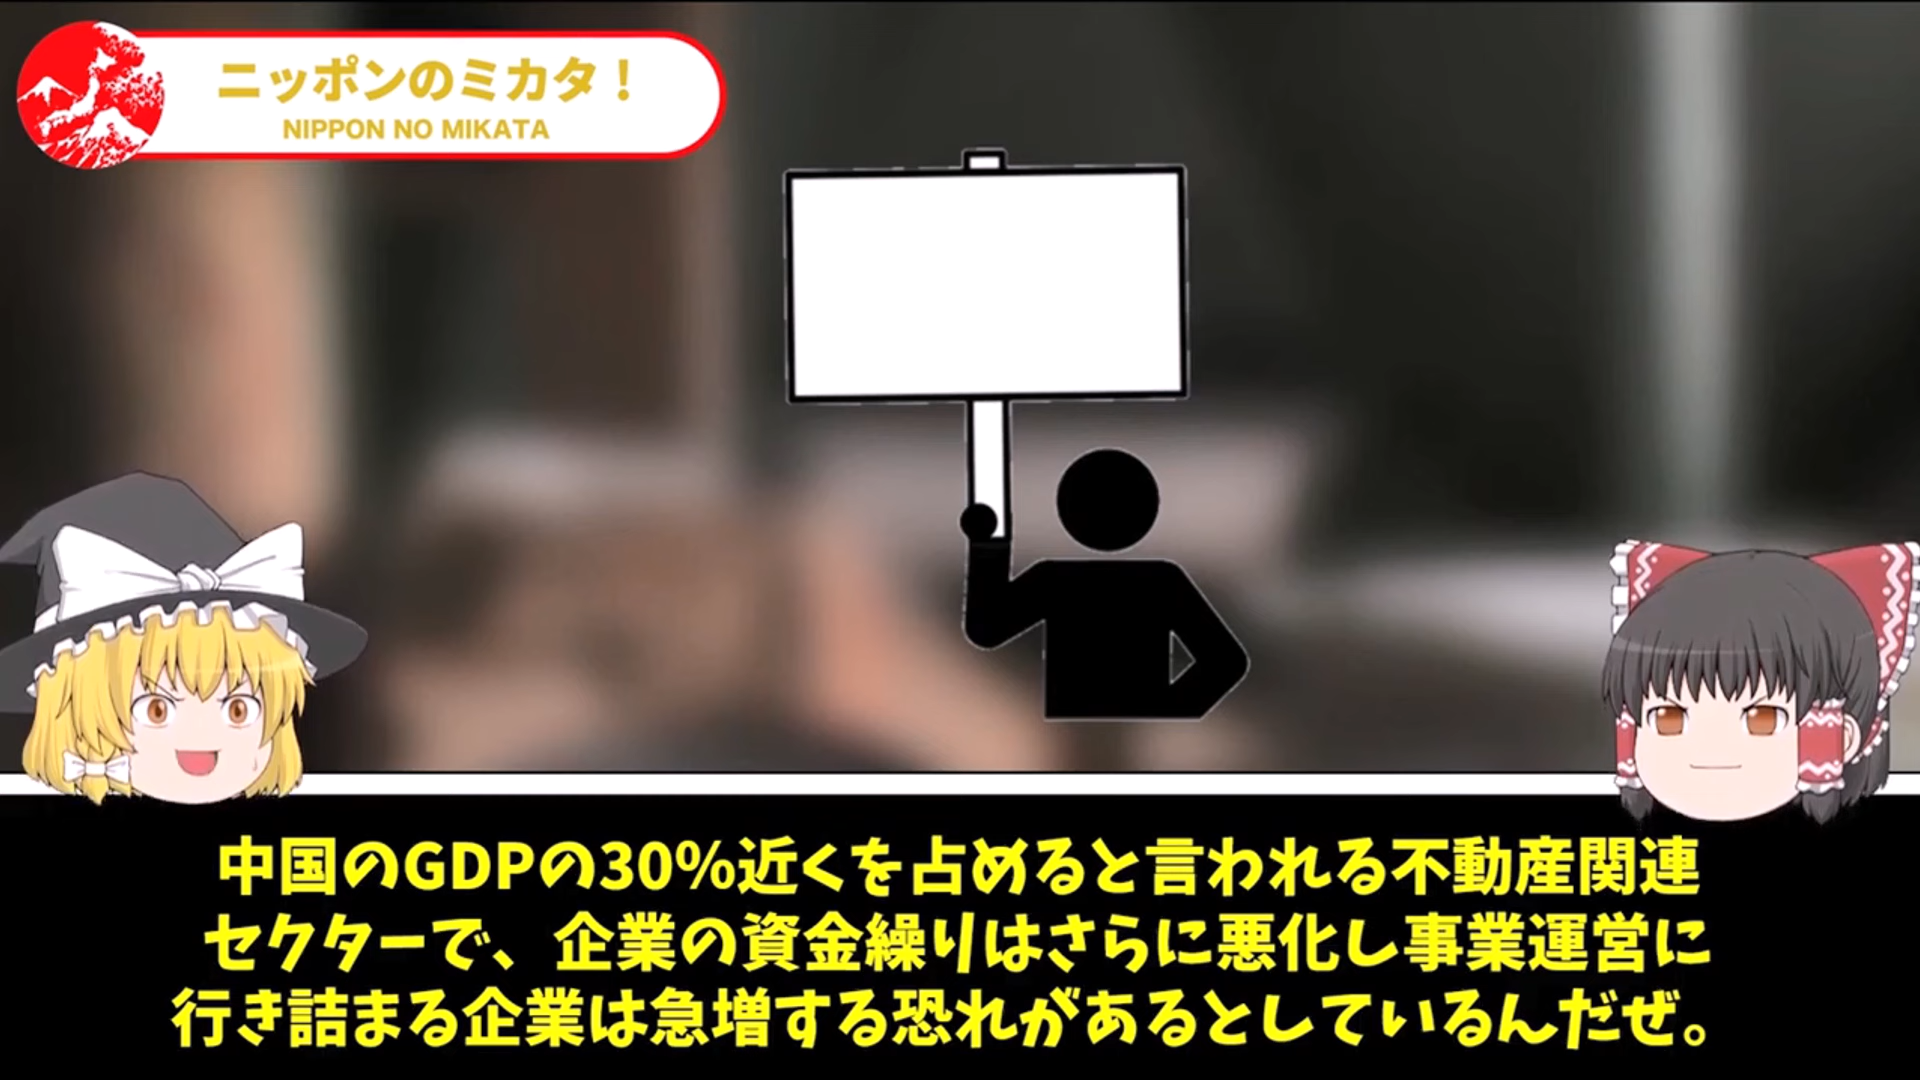 ニッポンのミカタ！
NIPPON NO MIKATA
中国のGDPの30%近くを占めると言われる不動産関連
セクターで、企業の資金繰りはさらに悪化し事業運営に
行き詰まる企業は急増する恐れがあるとしているんだぜ。